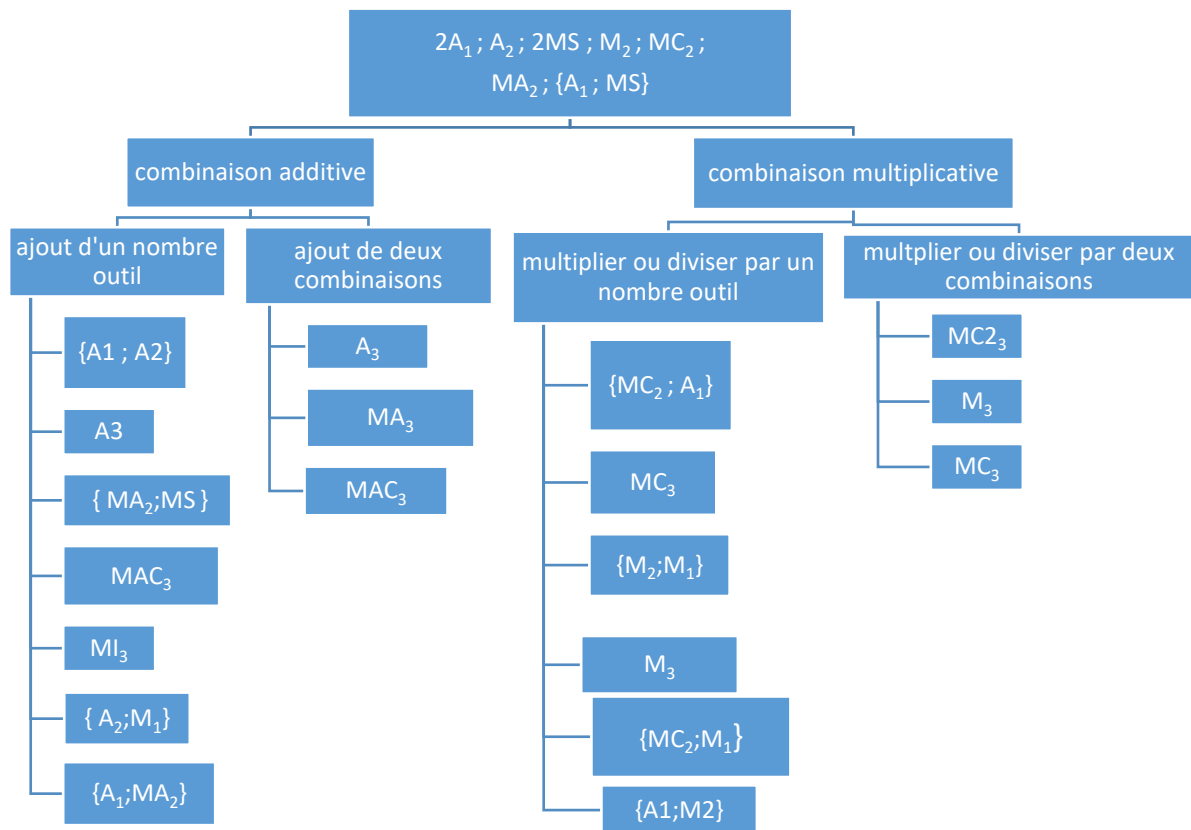 2A₁ ; A₂ ; 2MS ; M₂ ; MC₂ ;
MA₂ ; {A₁ ; MS}
combinaison additive
combinaison multiplicative
ajout d'un nombre
outil
ajout de deux
combinaisons
multiplier ou diviser par un
nombre outil
multplier ou diviser par deux
combinaisons
{A1 ; A2}
A3
{ MA₂;MS }
MAC₃
MI₃
{ A₂;M₁}
{A₁;MA₂}
A₃
MA₃
MAC₃
{MC₂ ; A₁}
MC₃
{M₂;M₁}
M₃
{MC₂;M₁}
{A1;M2}
MC2₃
M₃
MC₃